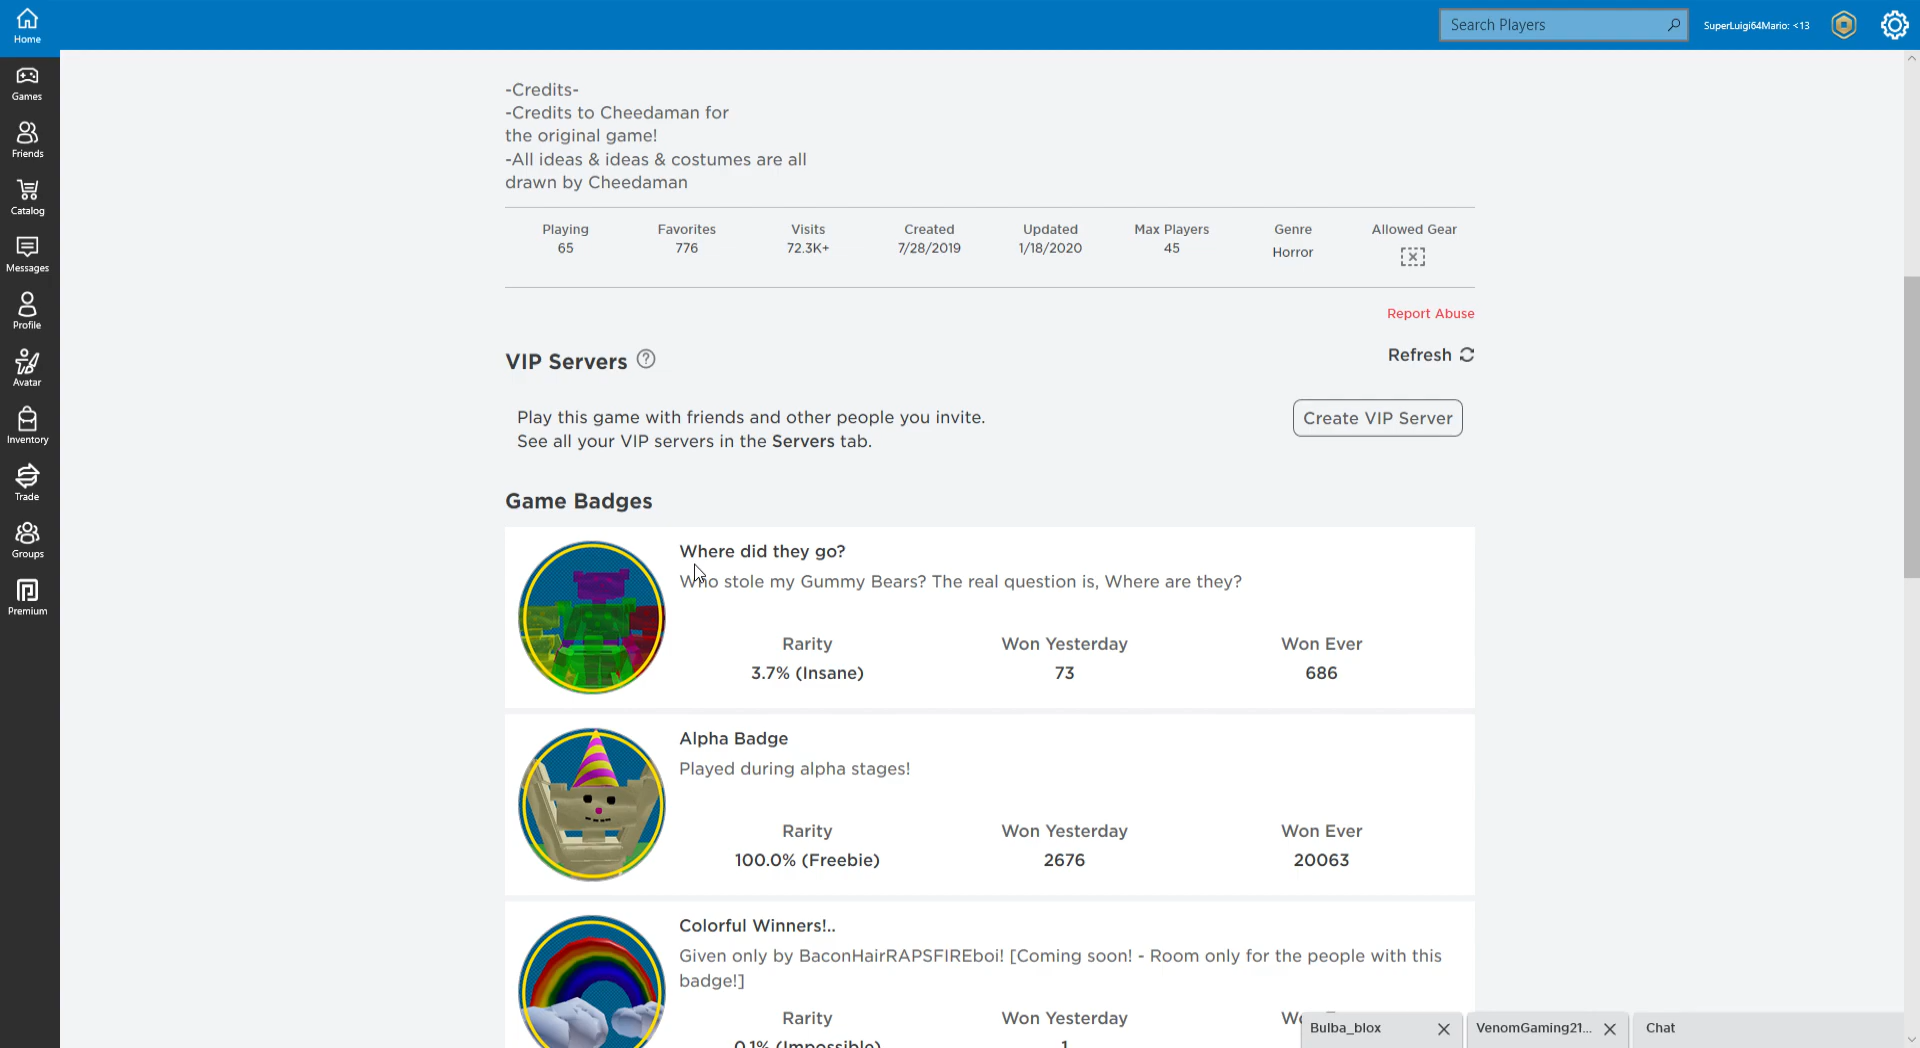 Home
Search Players
SuperLuigi64Mario: <13
Games
Friends
Catalog
Messages
Profile
Avatar
Inventory
Trade
Groups
Premium
-Credits-
-Credits to Cheedaman for
the original game!
-All ideas & ideas & costumes are all
drawn by Cheedaman
Playing Favorites Visits Created Updated Max Players Genre Allowed Gear
65 776 72.3K+ 7/28/2019 1/18/2020 45 Horror
Report Abuse
VIP Servers
Refresh
Play this game with friends and other people you invite.
See all your VIP servers in the Servers tab.
Create VIP Server
Game Badges
Where did they go?
Who stole my Gummy Bears? The real question is, Where are they?
Rarity Won Yesterday Won Ever
3.7% (Insane) 73 686
Alpha Badge
Played during alpha stages!
Rarity Won Yesterday Won Ever
100.0% (Freebie) 2676 20063
Colorful Winners!..
Given only by BaconHairRAPSFIREboi! [Coming soon! - Room only for the people with this
badge!]
Rarity Won Yesterday
0.1% (Impossible) 1
Bulba_blox
VenomGaming21...
Chat